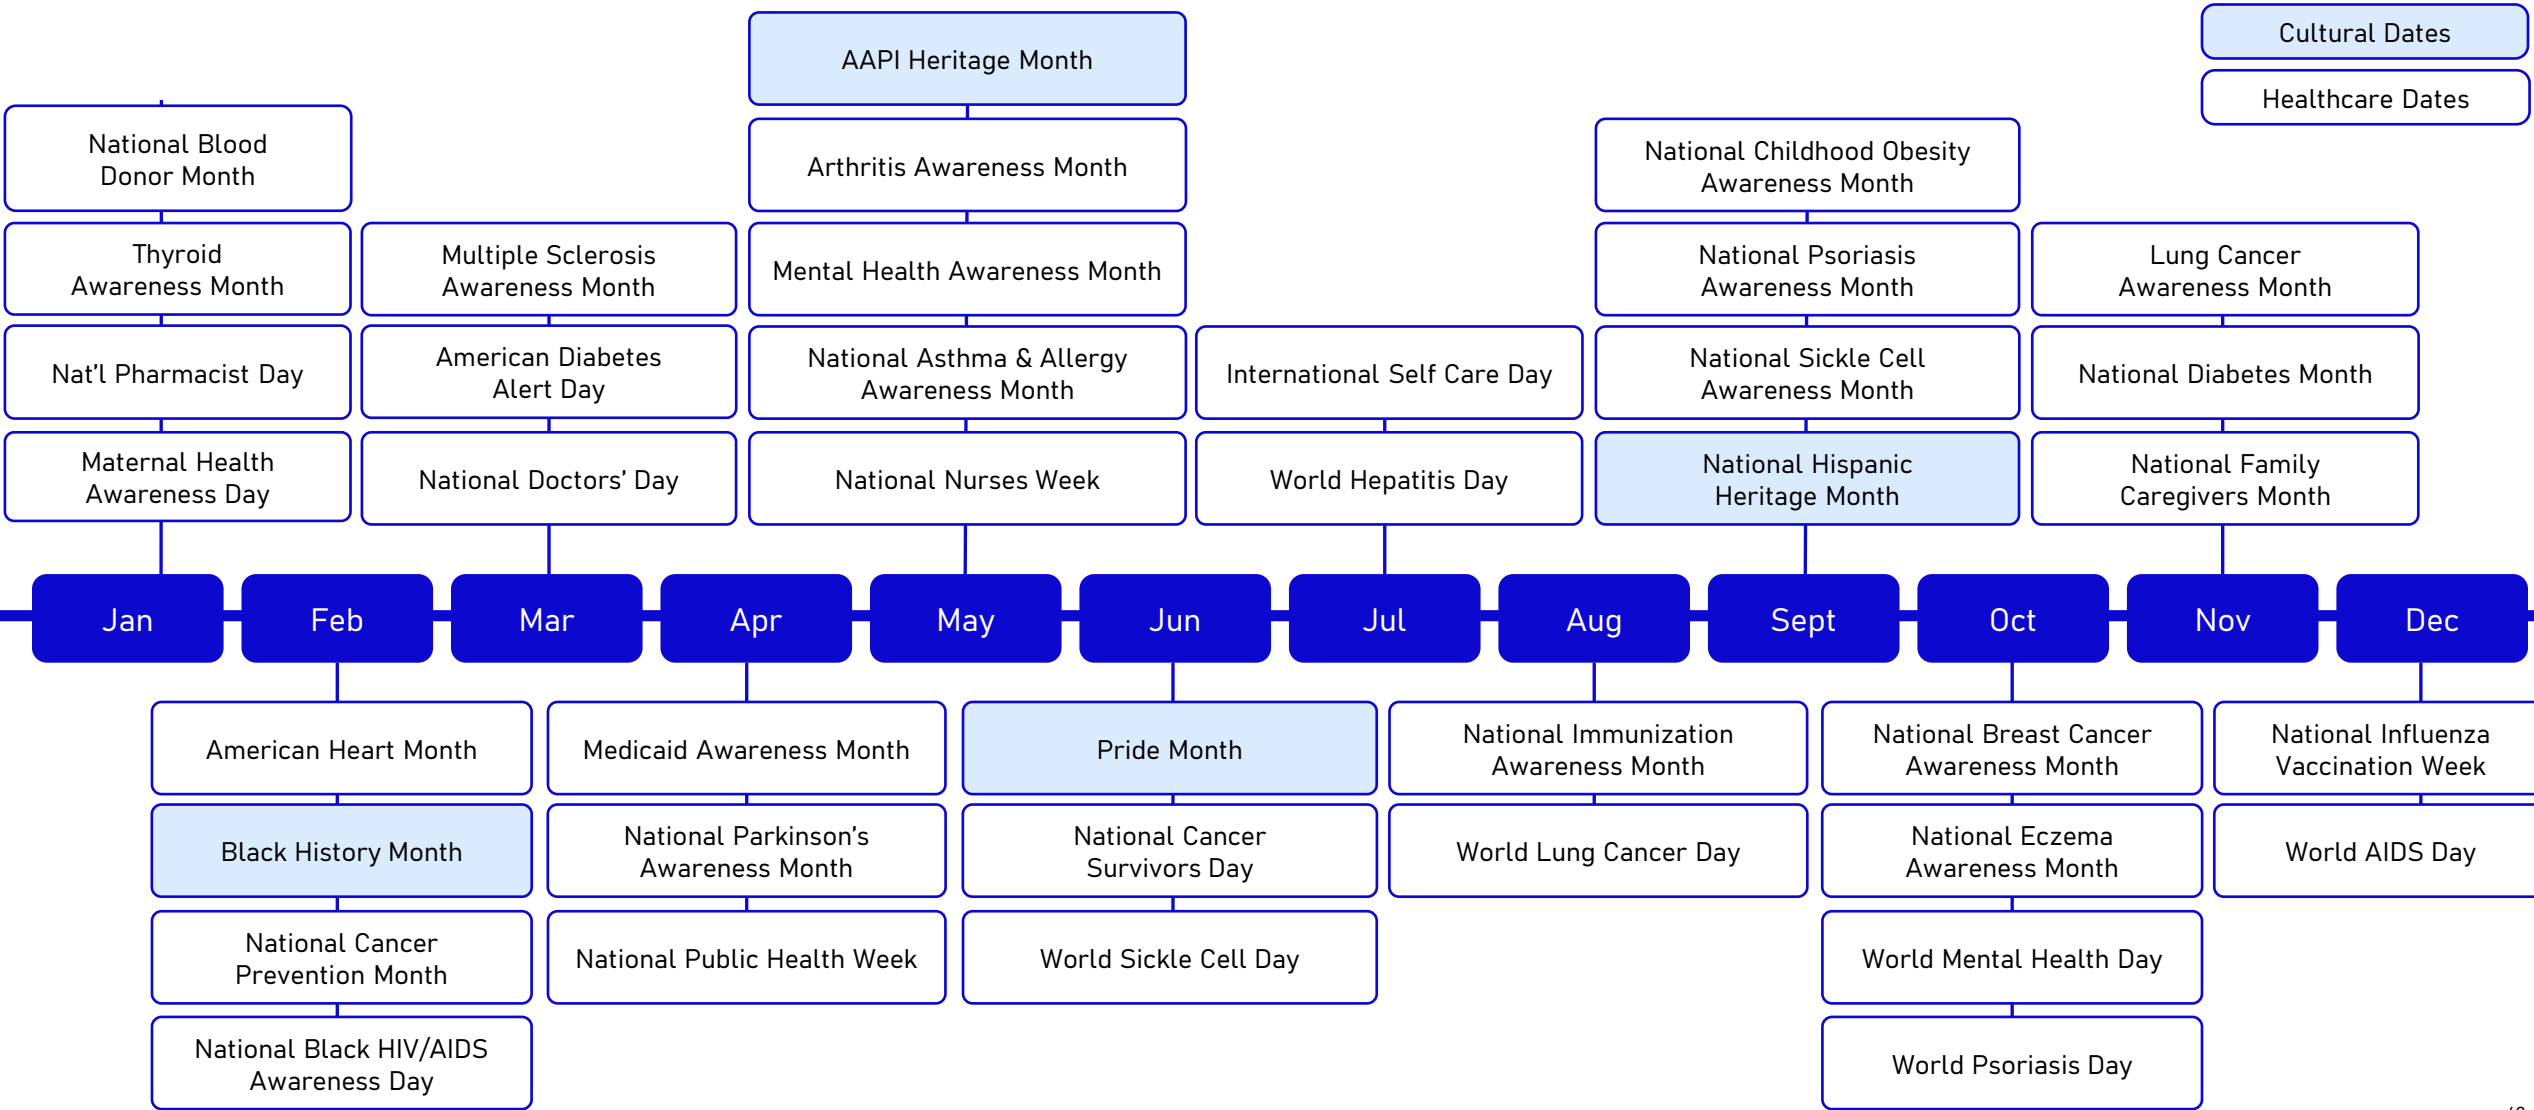 AAPI Heritage Month
Cultural Dates
Healthcare Dates
National Blood
Donor Month
Thyroid
Awareness Month
Nat'l Pharmacist Day
Maternal Health
Awareness Day
Multiple Sclerosis
Awareness Month
American Diabetes
Alert Day
National Doctors' Day
Arthritis Awareness Month
Mental Health Awareness Month
National Asthma & Allergy
Awareness Month
National Nurses Week
International Self Care Day
World Hepatitis Day
National Childhood Obesity
Awareness Month
National Psoriasis
Awareness Month
National Sickle Cell
Awareness Month
National Hispanic
Heritage Month
Lung Cancer
Awareness Month
National Diabetes Month
National Family
Caregivers Month
Jan
Feb
Mar
Apr
May
Jun
Jul
Aug
Sept
Oct
Nov
Dec
American Heart Month
Black History Month
National Cancer
Prevention Month
National Black HIV/AIDS
Awareness Day
Medicaid Awareness Month
National Parkinson's
Awareness Month
National Public Health Week
Pride Month
National Cancer
Survivors Day
World Sickle Cell Day
National Immunization
Awareness Month
World Lung Cancer Day
National Breast Cancer
Awareness Month
National Eczema
Awareness Month
World Mental Health Day
World Psoriasis Day
National Influenza
Vaccination Week
World AIDS Day